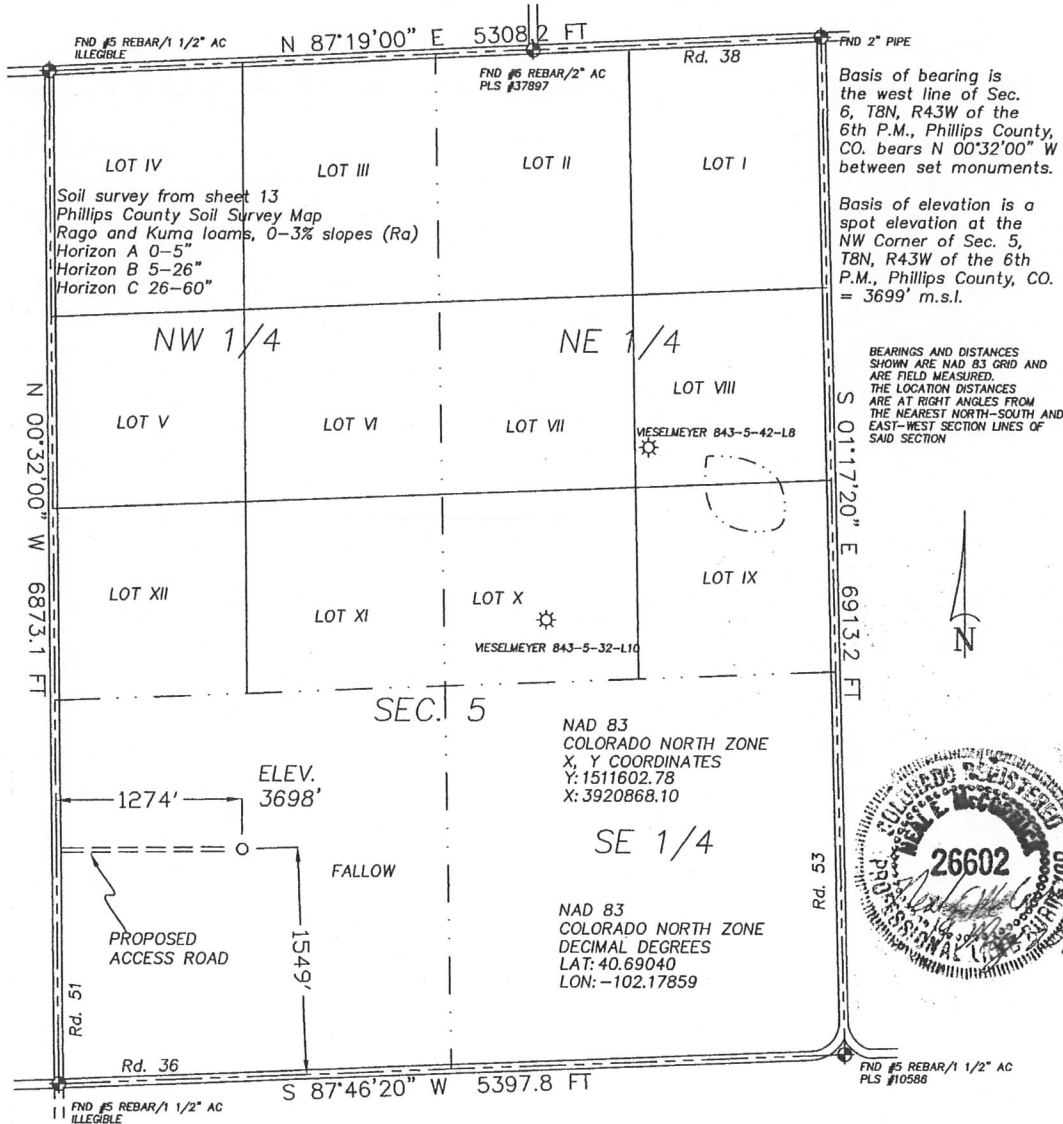 FND #5 REBAR/1 1/2" AC
ILLEGIBLE
N 87°19'00" E 5308.2 FT
FND #6 REBAR/2" AC
PLS #37897
Rd. 38
FND 2" PIPE
Basis of bearing is
the west line of Sec.
6, T8N, R43W of the
6th P.M., Phillips County,
CO. bears N 00°32'00" W
between set monuments.
Basis of elevation is a
spot elevation at the
NW Corner of Sec. 5,
T8N, R43W of the 6th
P.M., Phillips County, CO.
= 3699' m.s.l.
BEARINGS AND DISTANCES
SHOWN ARE NAD 83 GRID AND
ARE FIELD MEASURED.
THE LOCATION DISTANCES
ARE AT RIGHT ANGLES FROM
THE NEAREST NORTH-SOUTH AND
EAST-WEST SECTION LINES OF
SAID SECTION
LOT IV
LOT III
LOT II
LOT I
Soil survey from sheet 13
Phillips County Soil Survey Map
Rago and Kuma loams, 0-3% slopes (Ra)
Horizon A 0-5"
Horizon B 5-26"
Horizon C 26-60"
NW 1/4
NE 1/4
LOT V
LOT VI
LOT VII
LOT VIII
VIESELMEYER 843-5-42-L8
N 00°32'00" W 6873.1 FT
S 01°17'20" E 6913.2 FT
N
LOT XII
LOT XI
LOT X
LOT IX
VIESELMEYER 843-5-32-L10
SEC. 5
NAD 83
COLORADO NORTH ZONE
X, Y COORDINATES
Y: 1511602.78
X: 3920868.10
ELEV.
3698'
1274'
SE 1/4
FALLOW
PROPOSED
ACCESS ROAD
1549'
NAD 83
COLORADO NORTH ZONE
DECIMAL DEGREES
LAT: 40.69040
LON: -102.17859
Rd. 53
Rd. 51
Rd. 36
S 87°46'20" W 5397.8 FT
FND #5 REBAR/1 1/2" AC
ILLEGIBLE
FND #5 REBAR/1 1/2" AC
PLS #10586
COLORADO REGISTERED
NEAL E. McCORMICK
26602
PROFESSIONAL LAND